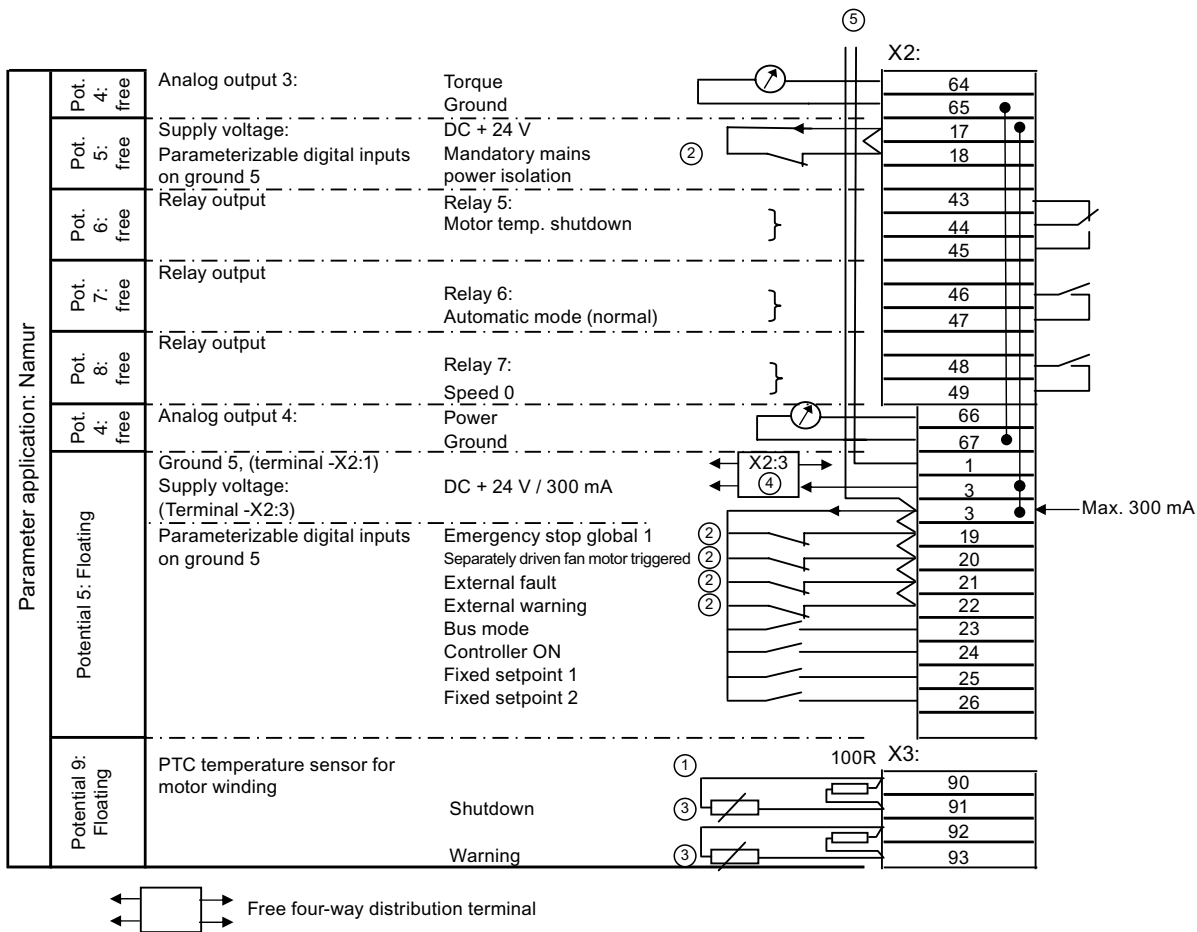 5
X2:
Parameter application: Namur
Pot. 4: free
Analog output 3:
Torque
64
Ground
65
Pot. 5: free
Supply voltage:
DC + 24 V
17
Parameterizable digital inputs
on ground 5
Mandatory mains
power isolation
2
18
Pot. 6: free
Relay output
Relay 5:
Motor temp. shutdown
}
43
44
45
Pot. 7: free
Relay output
Relay 6:
Automatic mode (normal)
}
46
47
Pot. 8: free
Relay output
Relay 7:
Speed 0
}
48
49
Pot. 4: free
Analog output 4:
Power
66
Ground
67
Potential 5: Floating
Ground 5, (terminal -X2:1)
X2:3
4
1
Supply voltage:
(Terminal -X2:3)
DC + 24 V / 300 mA
3
3
Max. 300 mA
Parameterizable digital inputs
on ground 5
Emergency stop global 1
2
19
Separately driven fan motor triggered
2
20
External fault
2
21
External warning
2
22
Bus mode
23
Controller ON
24
Fixed setpoint 1
25
Fixed setpoint 2
26
Potential 9:
Floating
PTC temperature sensor for
motor winding
1
100R
X3:
90
Shutdown
3
91
92
Warning
3
93
Free four-way distribution terminal